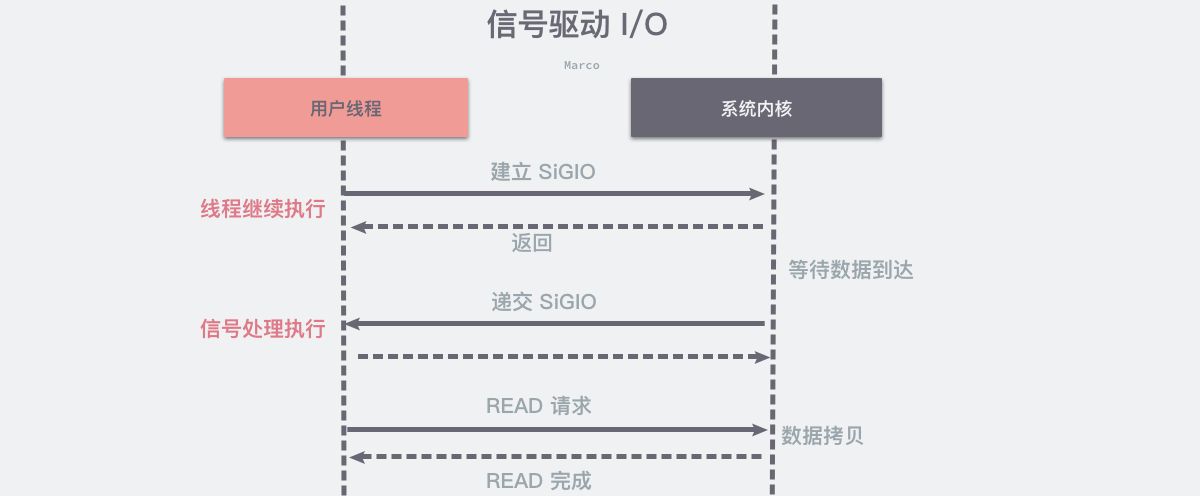 信号驱动 I/O
Marco
用户线程
系统内核
建立 SiGIO
线程继续执行
返回
等待数据到达
递交 SiGIO
信号处理执行
READ 请求
数据拷贝
READ 完成